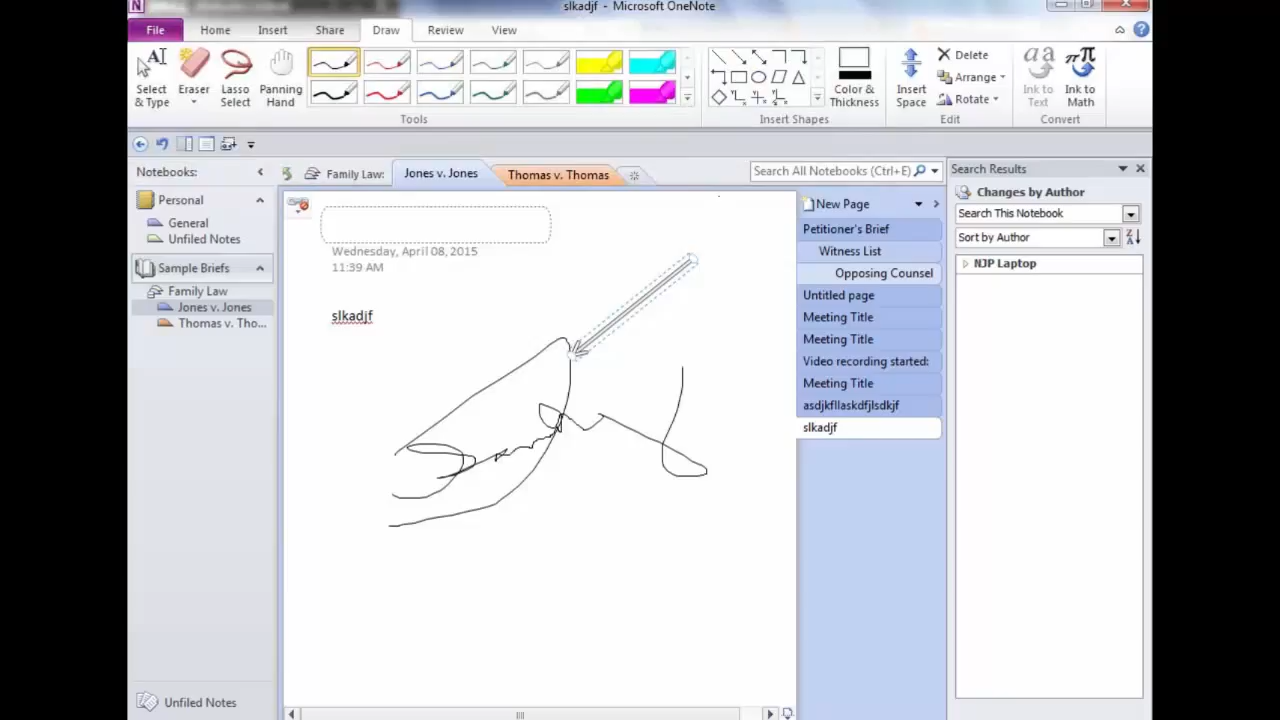 slkadjf - Microsoft OneNote
File Home Insert Share Draw Review View
Select & Type
Eraser
Lasso Select
Panning Hand
Color & Thickness
Insert Space
Delete
Arrange
Rotate
Ink to Text
Ink to Math
Tools
Insert Shapes
Edit
Convert
Notebooks:
Family Law:
Jones v. Jones
Thomas v. Thomas
Search All Notebooks (Ctrl+E)
Personal
General
Unfiled Notes
Sample Briefs
Family Law
Jones v. Jones
Thomas v. Tho...
Unfiled Notes
Wednesday, April 08, 2015
11:39 AM
slkadjf
New Page
Petitioner's Brief
Witness List
Opposing Counsel
Untitled page
Meeting Title
Meeting Title
Video recording started:
Meeting Title
asdjkfllaskdfjlsdkjf
slkadjf
Search Results
Changes by Author
Search This Notebook
Sort by Author
NJP Laptop